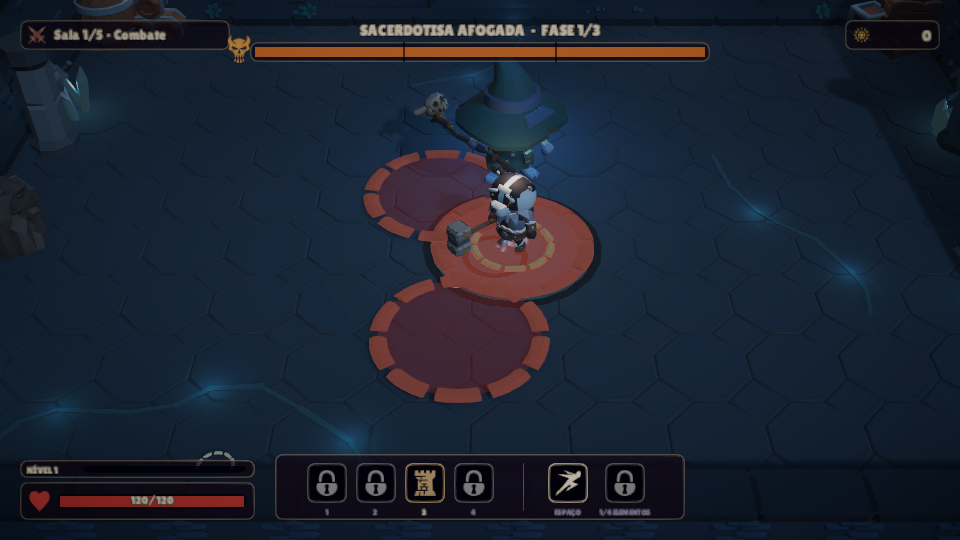 Sala 1/5 - Combate
SACERDOTISA AFOGADA - FASE 1/3
0
NÍVEL 1
120/120
1
2
3
4
ESPAÇO
1/4 ELEMENTOS